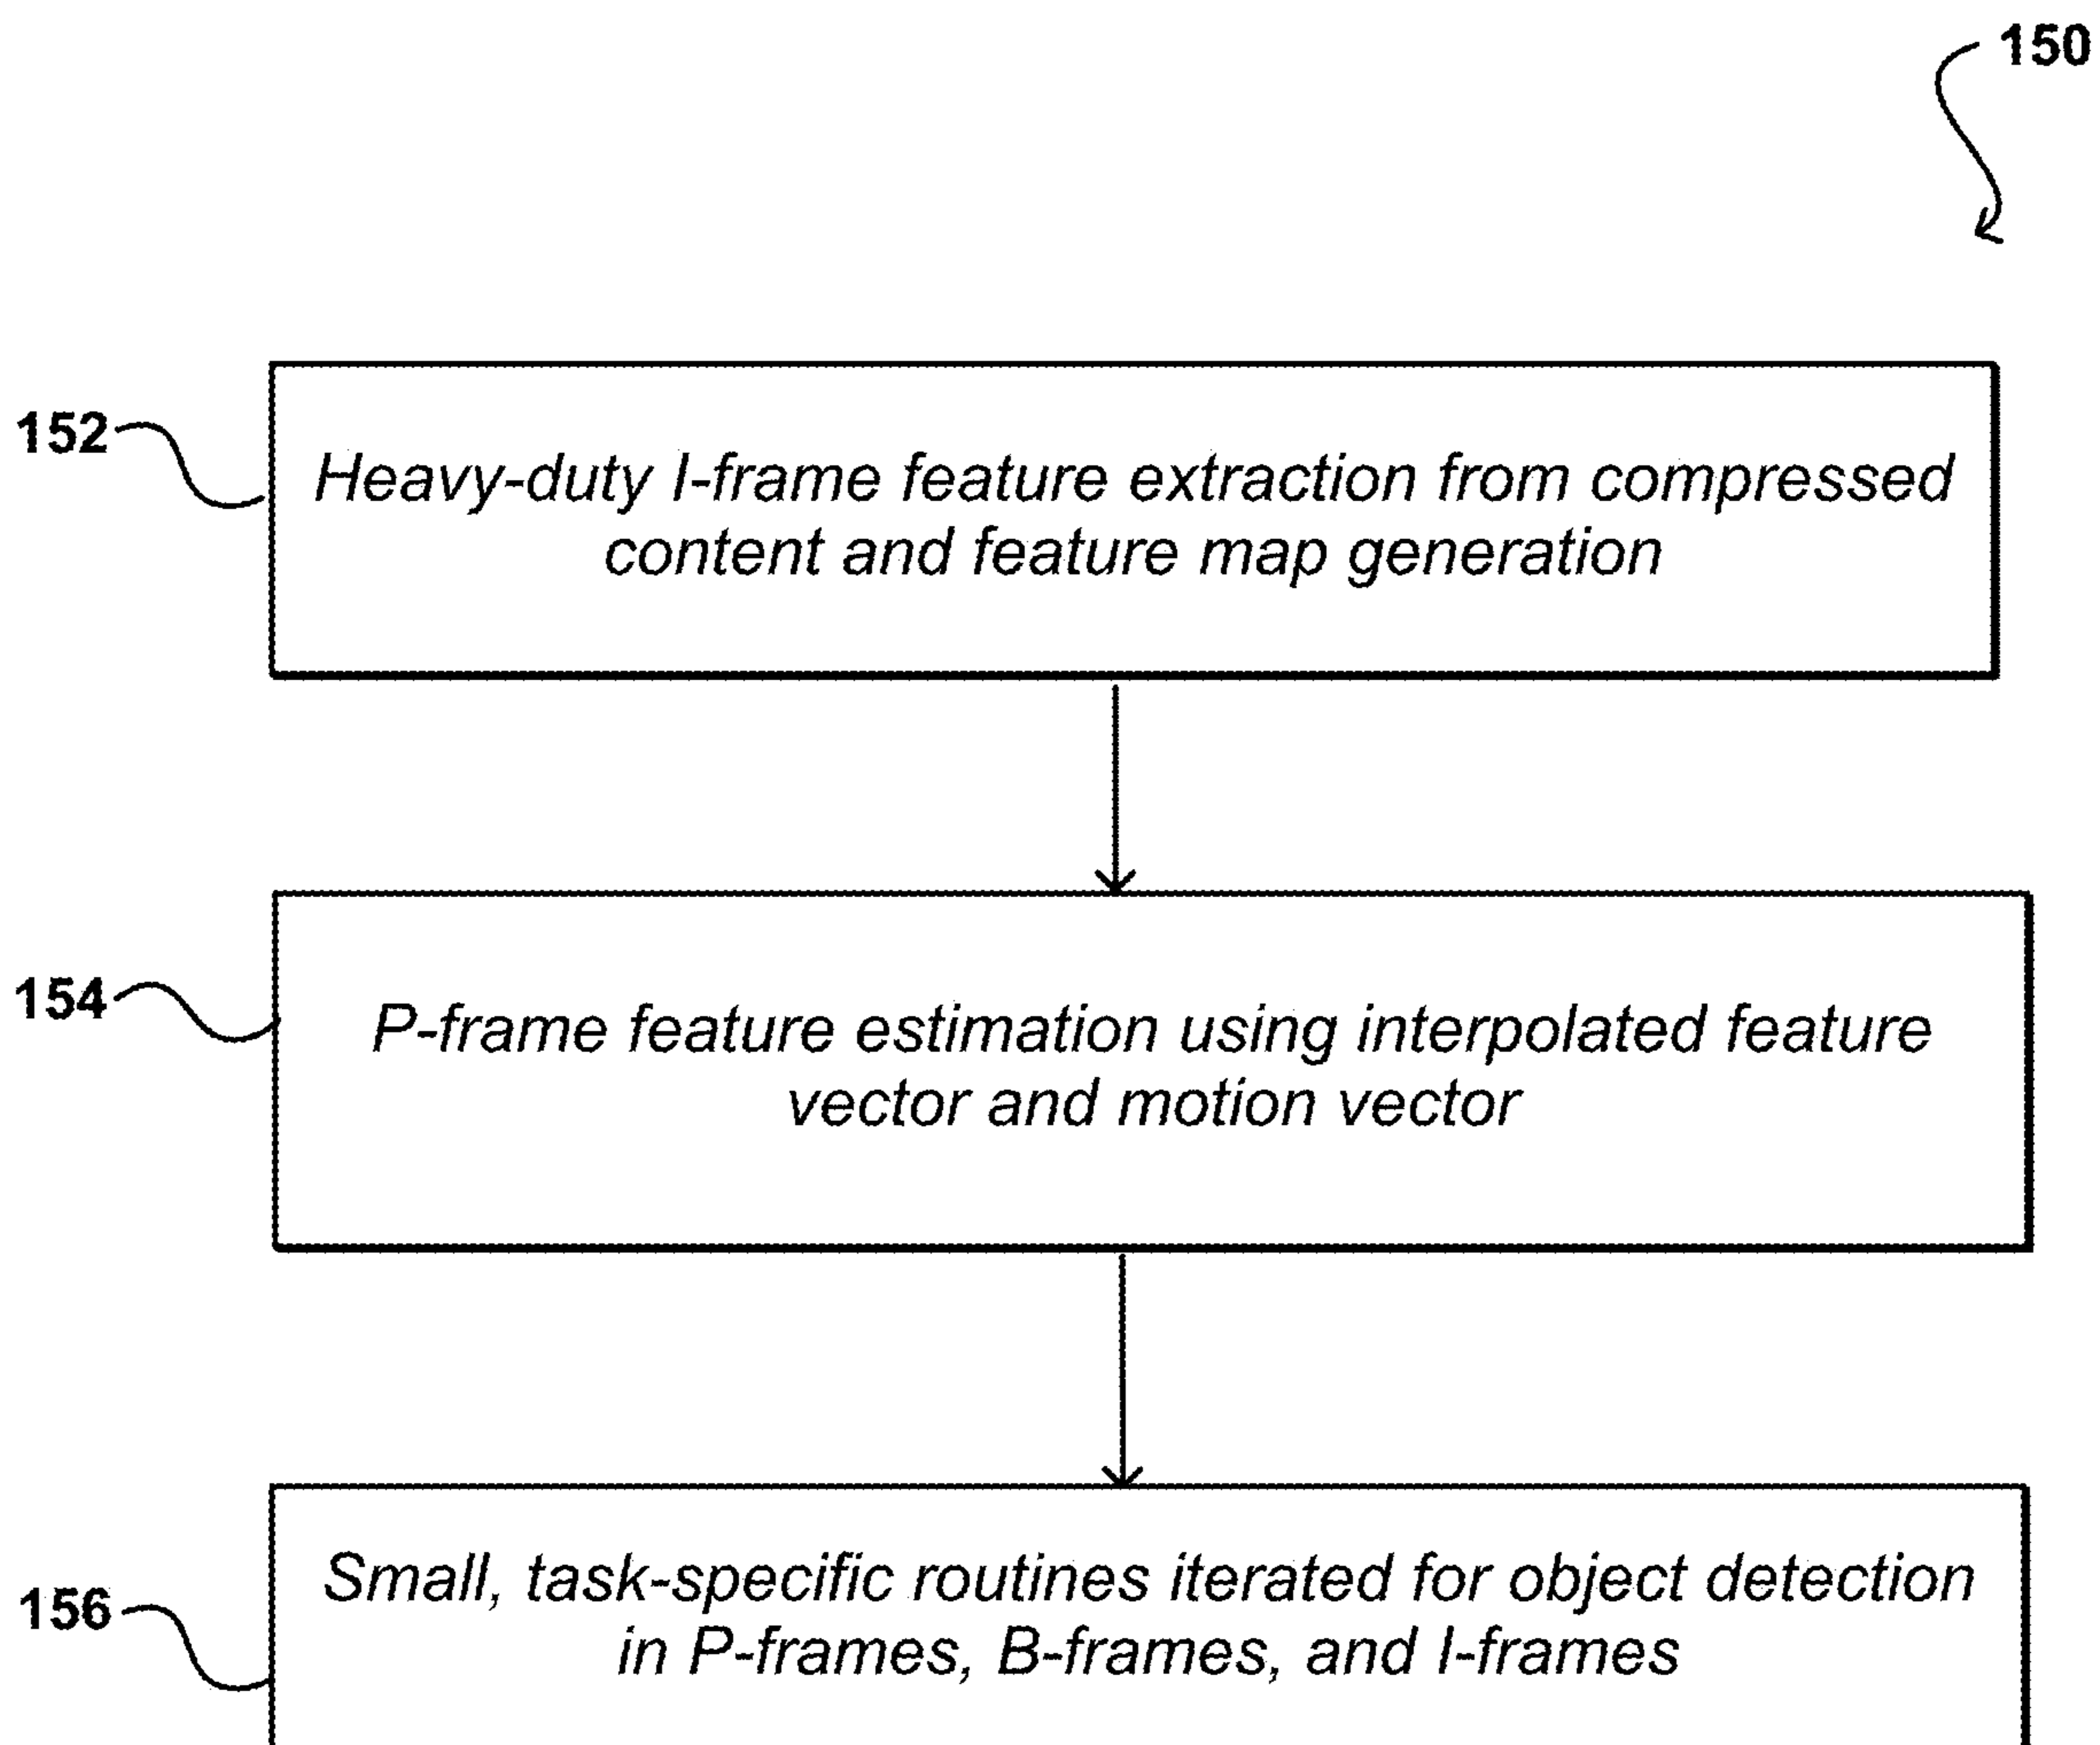 150
152
Heavy-duty I-frame feature extraction from compressed
content and feature map generation
154
P-frame feature estimation using interpolated feature
vector and motion vector
156
Small, task-specific routines iterated for object detection
in P-frames, B-frames, and I-frames